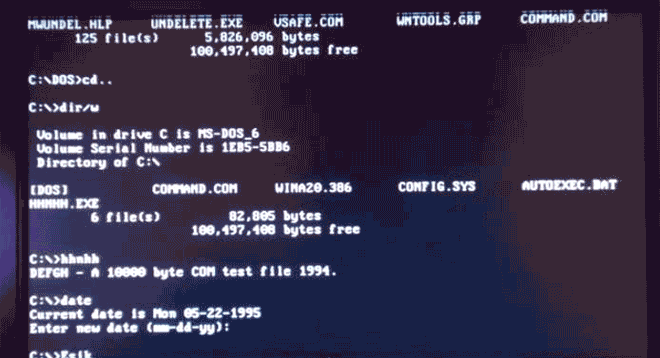 MWUNDEL.HLP UNDELETE.EXE VSAFE.COM WNTOOLS.GRP COMMAND.COM
125 file(s) 5,826,096 bytes
100,497,408 bytes free
C:\DOS>cd..
C:\>dir/w
Volume in drive C is MS-DOS_6
Volume Serial Number is 1EB5-5BB6
Directory of C:\
[DOS] COMMAND.COM WINA20.386 CONFIG.SYS AUTOEXEC.BAT
HHNHH.EXE
6 file(s) 82,805 bytes
100,497,408 bytes free
C:\>hhnhh
DEFGH - A 10000 byte COM test file 1994.
C:\>date
Current date is Mon 05-22-1995
Enter new date (mm-dd-yy):
C:\>